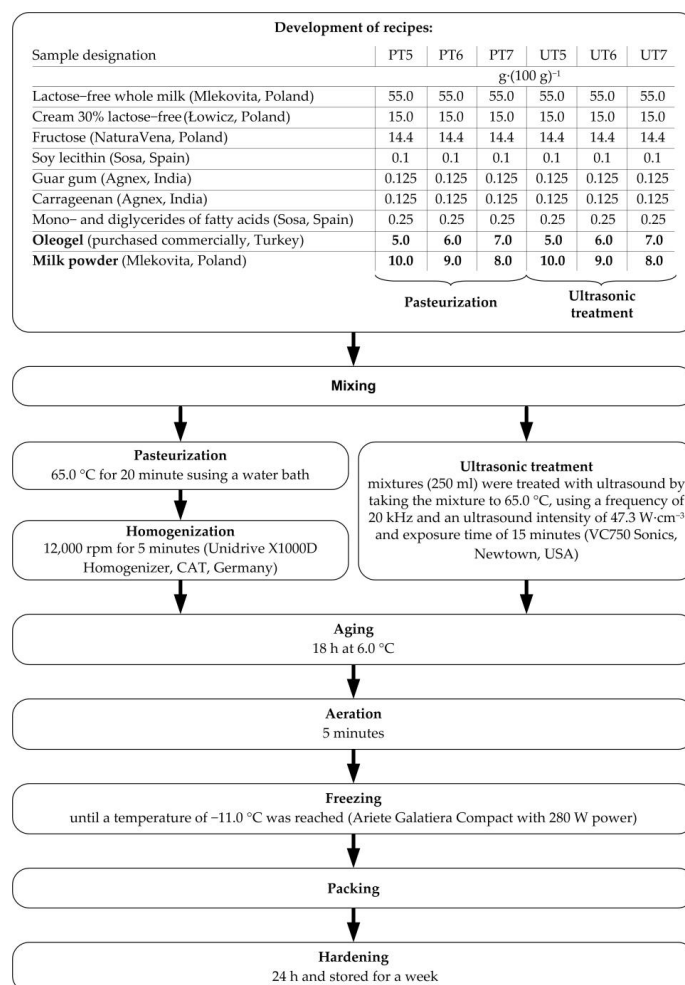 Development of recipes:
Sample designation PT5 PT6 PT7 UT5 UT6 UT7
g·(100 g)⁻¹
Lactose−free whole milk (Mlekovita, Poland) 55.0 55.0 55.0 55.0 55.0 55.0
Cream 30% lactose−free (Łowicz, Poland) 15.0 15.0 15.0 15.0 15.0 15.0
Fructose (NaturaVena, Poland) 14.4 14.4 14.4 14.4 14.4 14.4
Soy lecithin (Sosa, Spain) 0.1 0.1 0.1 0.1 0.1 0.1
Guar gum (Agnex, India) 0.125 0.125 0.125 0.125 0.125 0.125
Carrageenan (Agnex, India) 0.125 0.125 0.125 0.125 0.125 0.125
Mono− and diglycerides of fatty acids (Sosa, Spain) 0.25 0.25 0.25 0.25 0.25 0.25
Oleogel (purchased commercially, Turkey) 5.0 6.0 7.0 5.0 6.0 7.0
Milk powder (Mlekovita, Poland) 10.0 9.0 8.0 10.0 9.0 8.0
Pasteurization
Ultrasonic
treatment
Mixing
Pasteurization
65.0 °C for 20 minute susing a water bath
Homogenization
12,000 rpm for 5 minutes (Unidrive X1000D
Homogenizer, CAT, Germany)
Ultrasonic treatment
mixtures (250 ml) were treated with ultrasound by
taking the mixture to 65.0 °C, using a frequency of
20 kHz and an ultrasound intensity of 47.3 W·cm⁻³
and exposure time of 15 minutes (VC750 Sonics,
Newtown, USA)
Aging
18 h at 6.0 °C
Aeration
5 minutes
Freezing
until a temperature of −11.0 °C was reached (Ariete Galatiera Compact with 280 W power)
Packing
Hardening
24 h and stored for a week